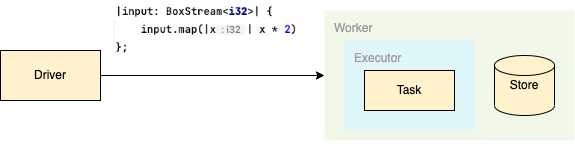 |input: BoxStream<i32>| {
input.map(|x :i32 | x * 2)
};
Driver
Worker
Executor
Task
Store